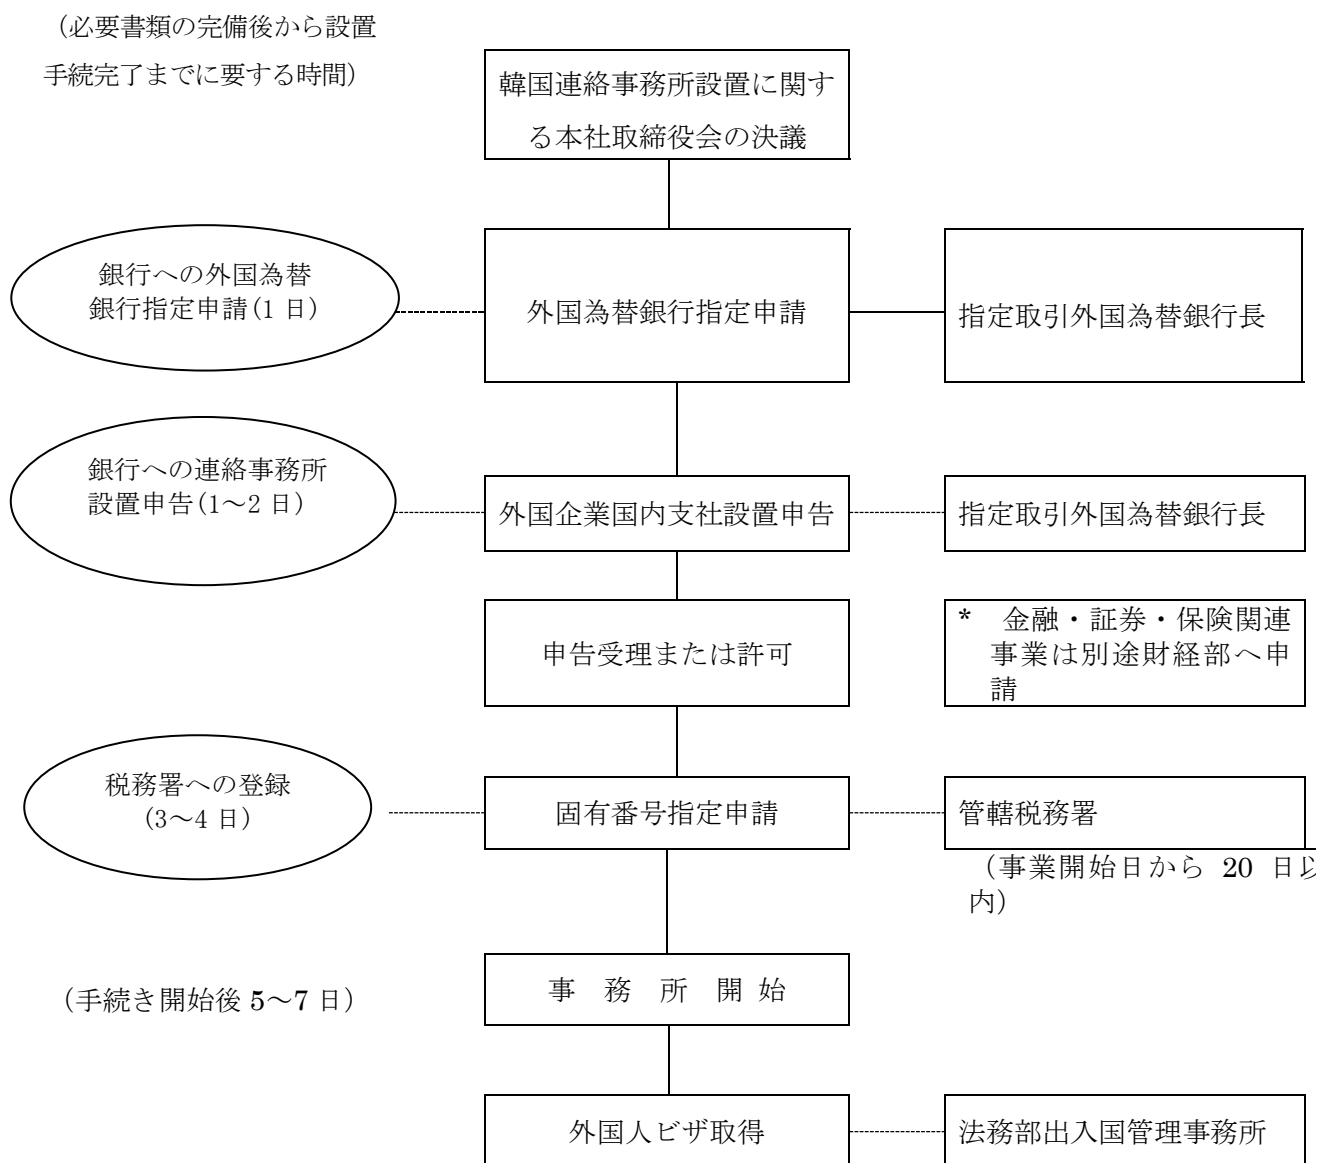 （必要書類の完備後から設置
手続完了までに要する時間）
韓国連絡事務所設置に関す
る本社取締役会の決議
銀行への外国為替
銀行指定申請(1 日)
外国為替銀行指定申請
指定取引外国為替銀行長
銀行への連絡事務所
設置申告(1～2 日)
外国企業国内支社設置申告
指定取引外国為替銀行長
申告受理または許可
* 金融・証券・保険関連
事業は別途財経部へ申
請
税務署への登録
(3～4 日)
固有番号指定申請
管轄税務署
（事業開始日から 20 日以
内）
（手続き開始後 5～7 日）
事 務 所 開 始
外国人ビザ取得
法務部出入国管理事務所